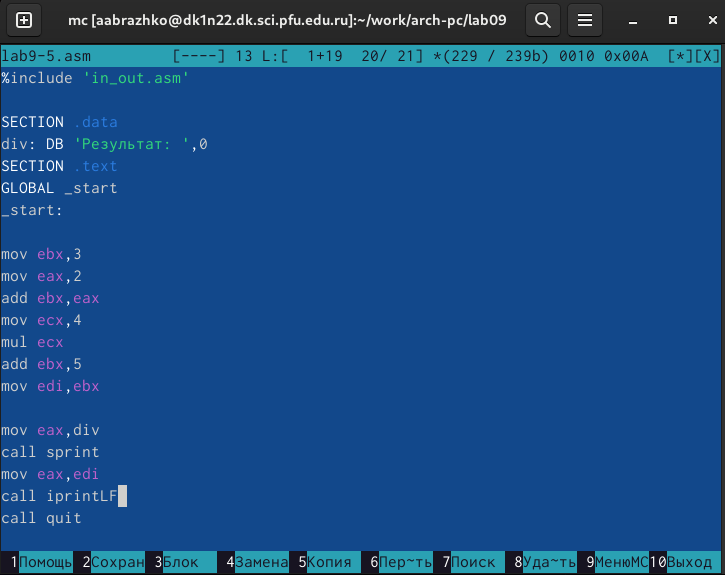 mc [aabrazhko@dk1n22.dk.sci.pfu.edu.ru]:~/work/arch-pc/lab09
lab9-5.asm [----] 13 L:[ 1+19 20/ 21] *(229 / 239b) 0010 0x00A [*][X]
%include 'in_out.asm'
SECTION .data
div: DB 'Результат: ',0
SECTION .text
GLOBAL _start
_start:
mov ebx,3
mov eax,2
add ebx,eax
mov ecx,4
mul ecx
add ebx,5
mov edi,ebx
mov eax,div
call sprint
mov eax,edi
call iprintLF
call quit
1Помощь 2Сохран 3Блок 4Замена 5Копия 6Пер~ть 7Поиск 8Уда~ть 9МенюMC 10Выход